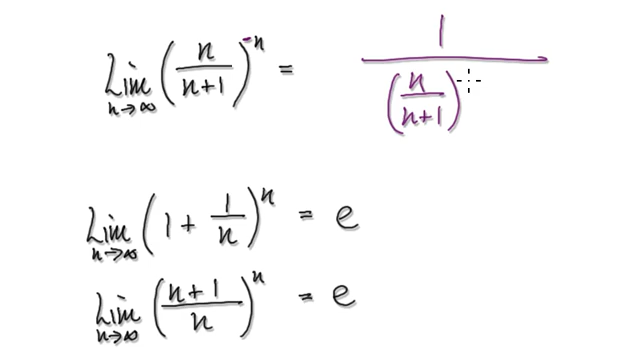 Lim n→∞ (n/(n+1))^-n = 1/(n/(n+1))
Lim n→∞ (1 + 1/n)^n = e
Lim n→∞ ((n+1)/n)^n = e